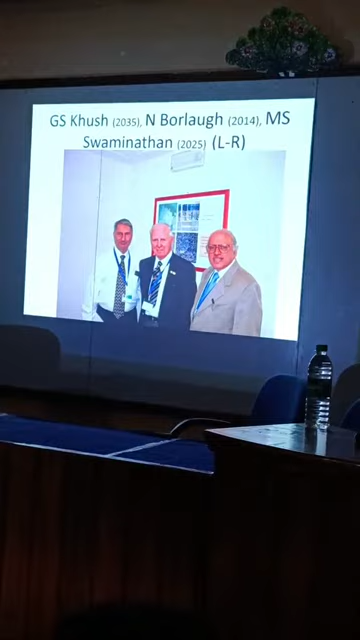 GS Khush (2035), N Borlaugh (2014), MS
Swaminathan (2025) (L-R)